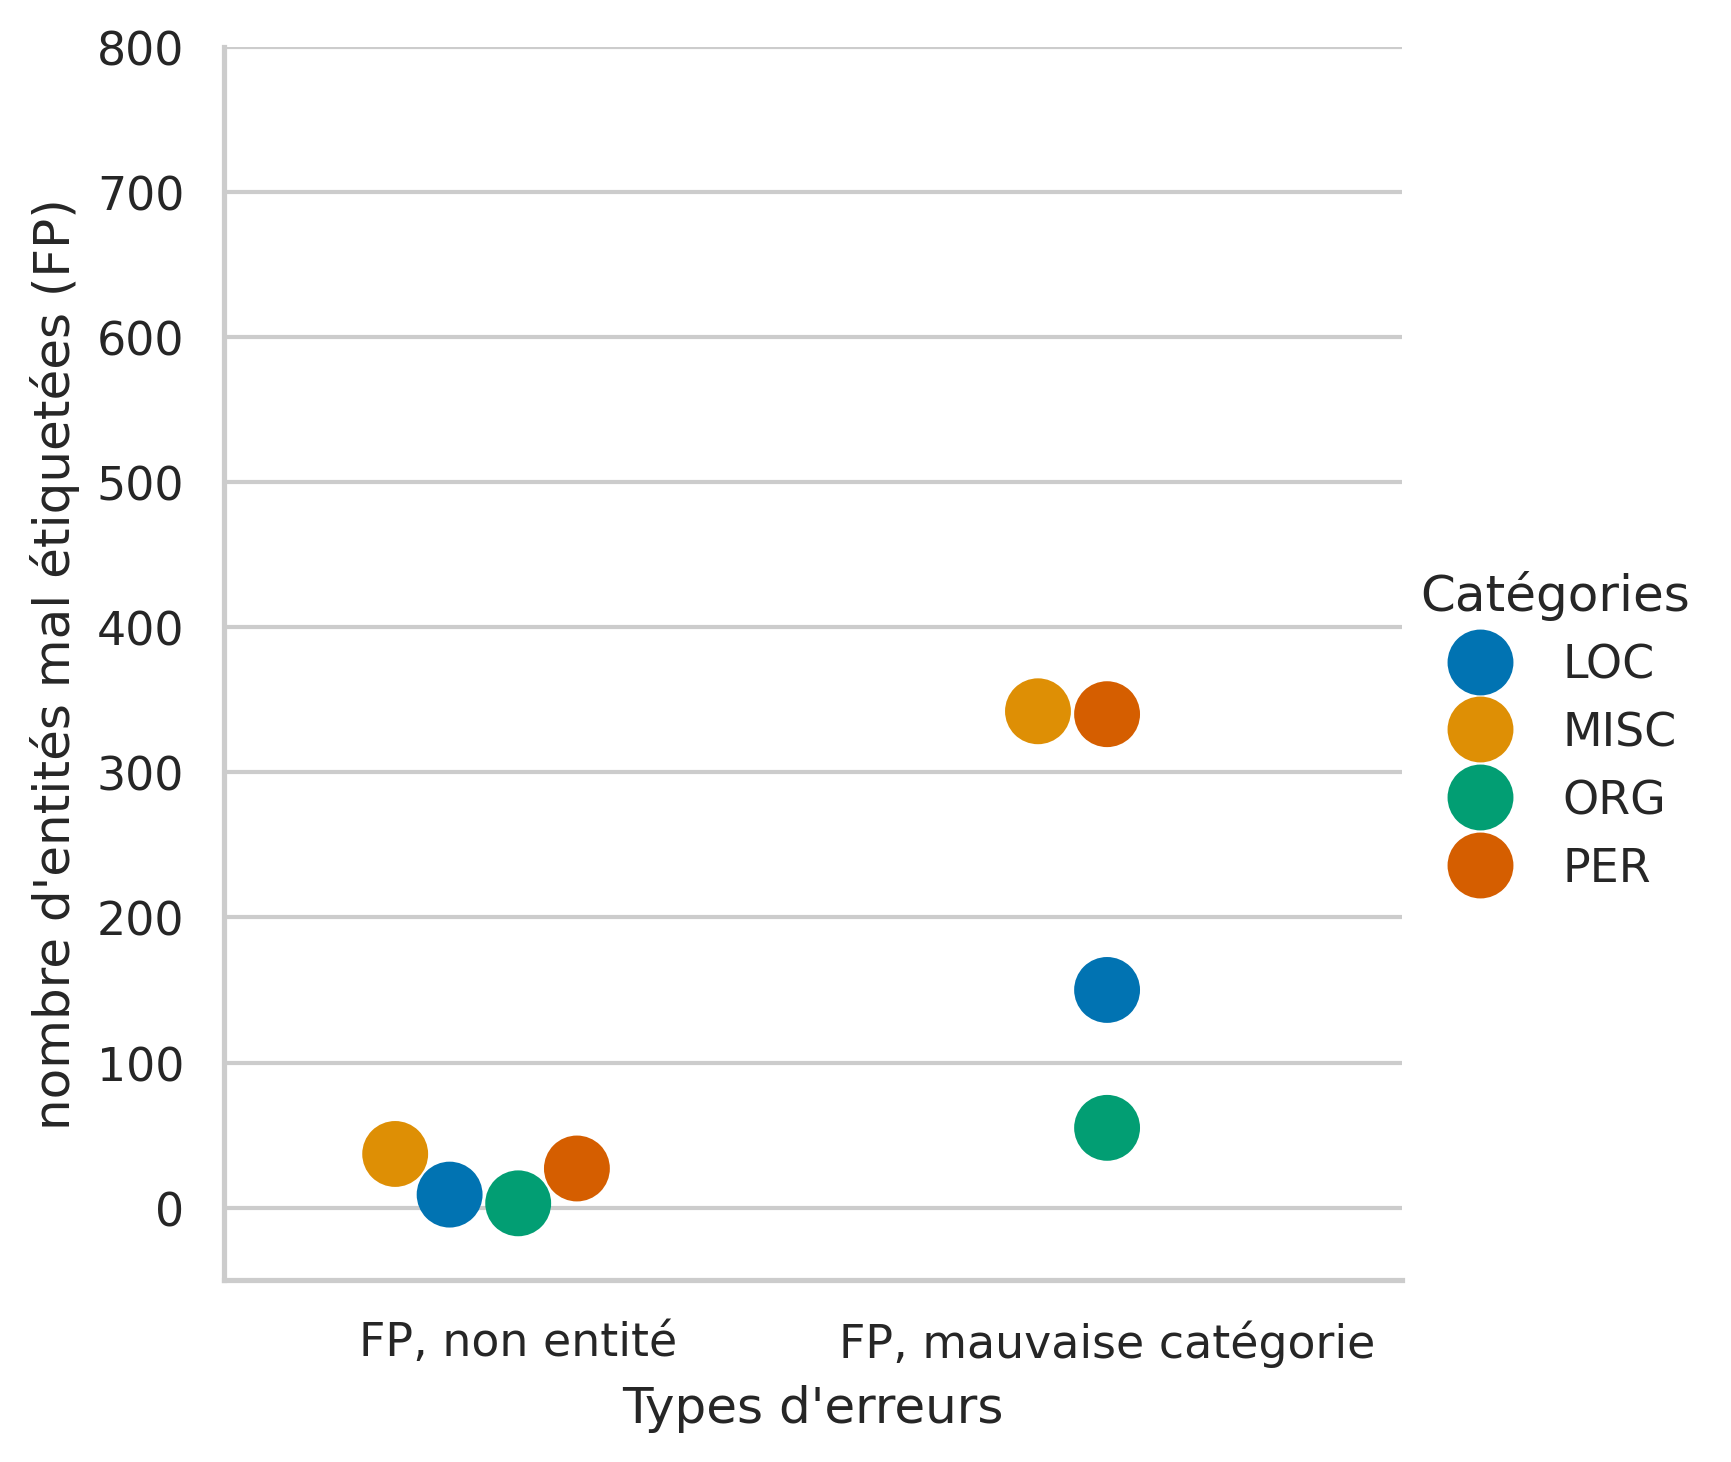 800
700
600
500
400
300
200
100
0
nombre d'entités mal étiquetées (FP)
FP, non entité
FP, mauvaise catégorie
Types d'erreurs
Catégories
LOC
MISC
ORG
PER